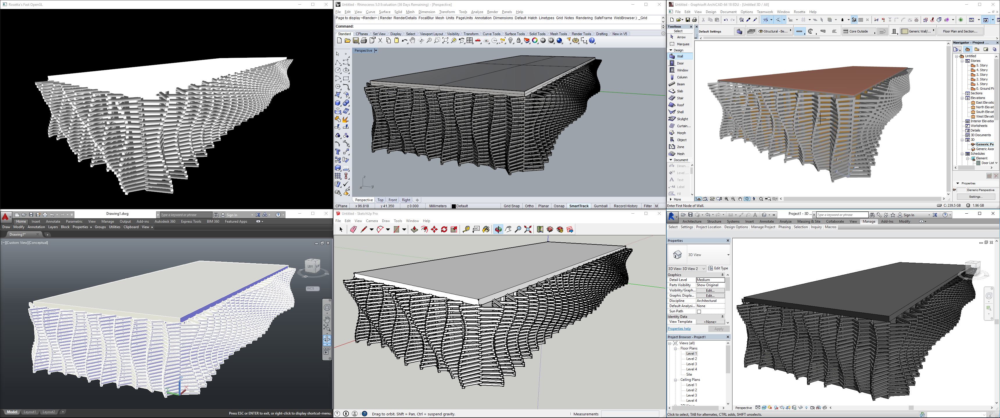 Rosetta's Fast OpenGL
Untitled - Rhinoceros 5.0 Evaluation (36 Days Remaining) - [Perspective]
File Edit View Curve Surface Solid Mesh Dimension Transform Tools Analyze Render Panels Help
Page to display <Render> ( Render RenderDetails FocalBlur Mesh Units PageUnits Annotation Dimensions Default Hatch Linetypes Grid Notes Rendering SafeFrame WebBrowser ): _Grid
Command:
Standard CPlanes Set View Display Select Viewport Layout Visibility Transform Curve Tools Surface Tools Solid Tools Mesh Tools Render Tools Drafting New in V5
Perspective
z
x y
Perspective Top Front Right
CPlane x 96.818 y 41.350 z 0.000 Millimeters Default Grid Snap Ortho Planar Osnap SmartTrack Gumball Record History Filter M
Untitled - Graphisoft ArchiCAD-64 18 EDU - [Untitled 3D / All]
File Edit View Design Document Options Teamwork Window Rosetta Help
Toolbox
Select
Arrow
Marquee
Design
Wall
Door
Window
Column
Beam
Slab
Stair
Roof
Shell
Skylight
Curtain...
Morph
Object
Zone
Mesh
Document
Dimen...
Level ...
Text
Label
Fill
More
Default Settings
Structural - Be...
Core Outside
Generic Wall/...
Floor Plan and Section...
Navigator - Project ...
Untitled
Stories
5. Story
4. Story
3. Story
2. Story
1. Story
0. Ground Fl
Sections
Elevations
East Elevatic
North Elevat
South Elevat
West Elevati
Interior Elevation
Worksheets
Details
3D Documents
3D
Generic Pe
Generic Axor
Schedules
Element
Door List
Properties
Generic Perspective
Settings...
Enter First Node of Wall.
C: 239.5 GB 1.96 GB
Drawing1.dwg
Type a keyword or phrase
Sign In
Home Insert Annotate Parametric View Manage Output Add-ins Autodesk 360 Express Tools BIM 360 Featured Apps
Draw Modify Annotation Layers Block Properties Groups Utilities Clipboard View
Drawing1*
[−][Custom View][Conceptual]
LEFT
WCS
Model Layout1 Layout2
Press ESC or ENTER to exit, or right-click to display shortcut-menu.
Untitled - SketchUp Pro
File Edit View Camera Draw Tools Window Help
Drag to orbit. Shift = Pan, Ctrl = suspend gravity.
Measurements
Project1 - 3D ...
Type a keyword or phrase
Sign In
Architecture Structure Systems Insert Annotate Analyze Massing & Site Collaborate View Manage Add-Ins Modify
Select Settings Project Location Design Options Manage Project Phasing Selection Inquiry Macros
Properties
3D View
3D View: 3D View 2 Edit Type
Graphics
Detail Level Medium
Parts Visibility Show Original
Visibility/Graph... Edit...
Graphic Displa... Edit...
Discipline Architectural
Default Analysi... None
Sun Path
Identity Data
View Template <None>
Properties help Apply
Project Browser - Project1
Views (all)
Floor Plans
Level 1
Level 2
Level 3
Level 4
Site
Ceiling Plans
Level 1
Level 2
Level 3
Level 4
Perspective
Click to select, TAB for alternates, CTRL adds, SHIFT unselects.